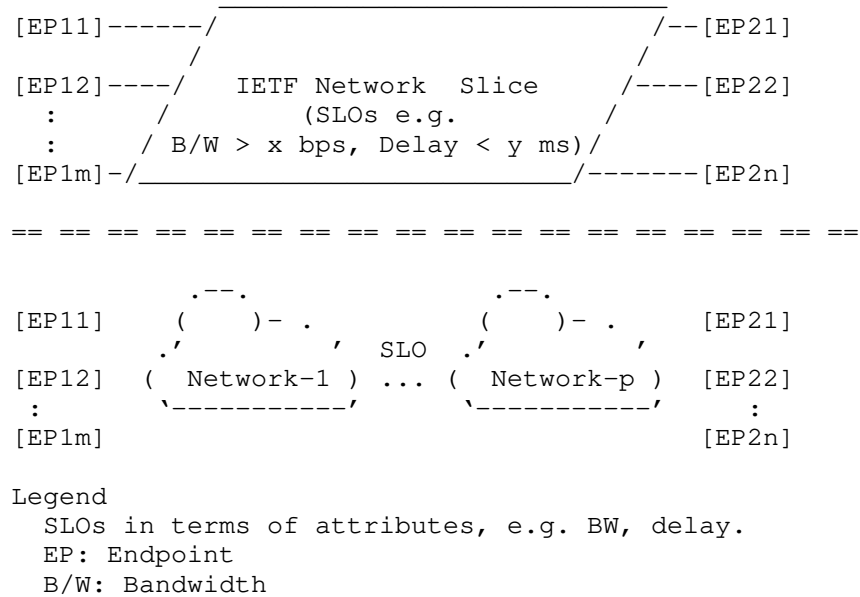 [EP11]------/ /--[EP21]
/ /
[EP12]----/ IETF Network Slice /----[EP22]
: / (SLOs e.g. /
: / B/W > x bps, Delay < y ms)/
[EP1m]-/__________________________/-------[EP2n]
== == == == == == == == == == == == == == == == == ==
.--. .--.
[EP11] ( )- . ( )- . [EP21]
.' ' SLO .' '
[EP12] ( Network-1 ) ... ( Network-p ) [EP22]
: `-----------' `-----------' :
[EP1m] [EP2n]
Legend
SLOs in terms of attributes, e.g. BW, delay.
EP: Endpoint
B/W: Bandwidth